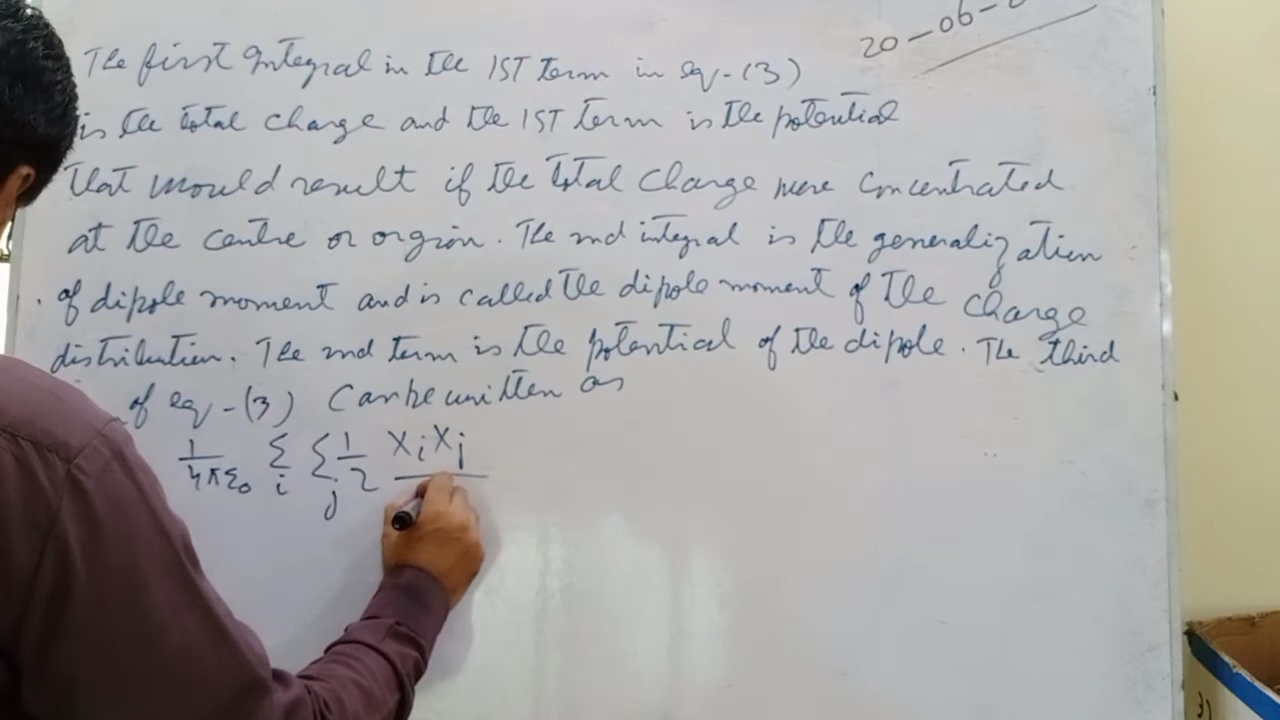 20-06-
The first Integral in the 1ST term in eq-(3)
is the total charge and the 1ST term is the potential
that would result if the total charge were concentrated
at the centre or orgion. The 2nd integral is the generalization
of dipole moment and is called the dipole moment of the charge
distribution. The 2nd term is the potential of the dipole. The third
of eq-(3) can be written as
1/4πε0 Σi Σj 1/2 XiXj